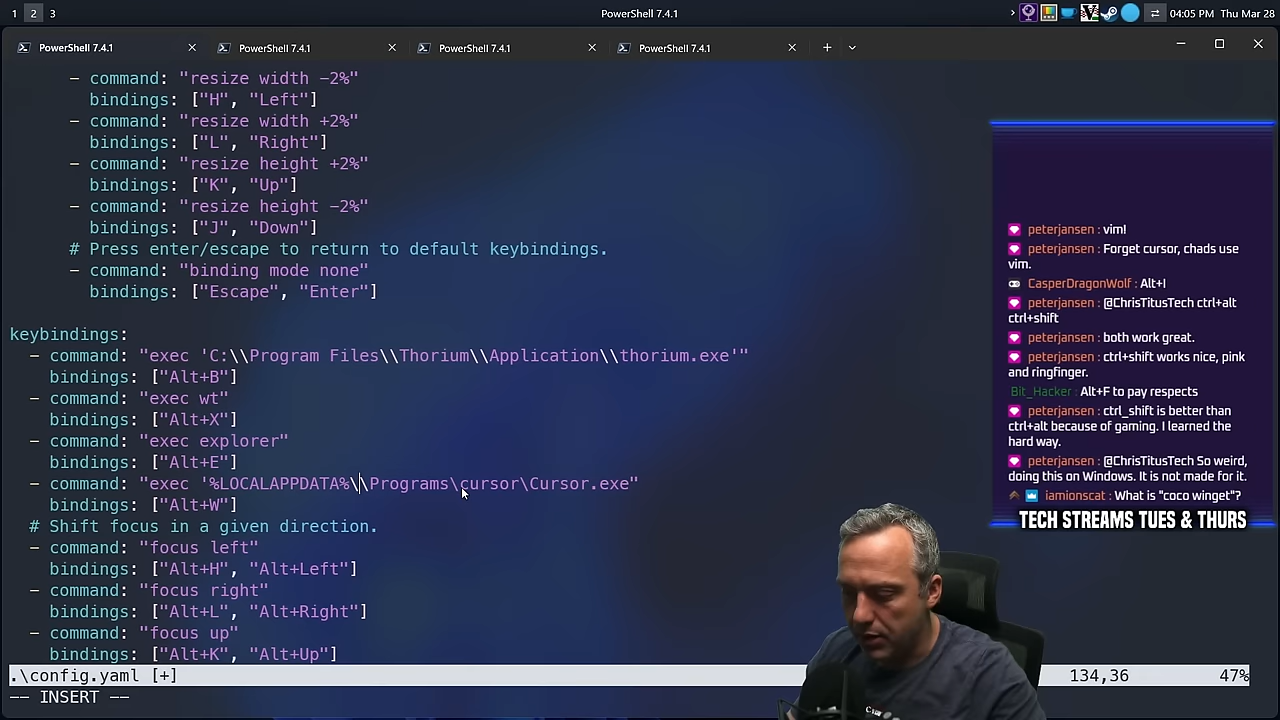 1 2 3 PowerShell 7.4.1 04:05 PM Thu Mar 28
PowerShell 7.4.1 PowerShell 7.4.1 PowerShell 7.4.1 PowerShell 7.4.1
- command: "resize width -2%"
bindings: ["H", "Left"]
- command: "resize width +2%"
bindings: ["L", "Right"]
- command: "resize height +2%"
bindings: ["K", "Up"]
- command: "resize height -2%"
bindings: ["J", "Down"]
# Press enter/escape to return to default keybindings.
- command: "binding mode none"
bindings: ["Escape", "Enter"]
keybindings:
- command: "exec 'C:\\Program Files\\Thorium\\Application\\thorium.exe'"
bindings: ["Alt+B"]
- command: "exec wt"
bindings: ["Alt+X"]
- command: "exec explorer"
bindings: ["Alt+E"]
- command: "exec '%LOCALAPPDATA%\\Programs\cursor\Cursor.exe"
bindings: ["Alt+W"]
# Shift focus in a given direction.
- command: "focus left"
bindings: ["Alt+H", "Alt+Left"]
- command: "focus right"
bindings: ["Alt+L", "Alt+Right"]
- command: "focus up"
bindings: ["Alt+K", "Alt+Up"]
.\config.yaml [+] 134,36 47%
-- INSERT --
peterjansen : vim!
peterjansen : Forget cursor, chads use
vim.
CasperDragonWolf : Alt+I
peterjansen : @ChrisTitusTech ctrl+alt
ctrl+shift
peterjansen : both work great.
peterjansen : ctrl+shift works nice, pink
and ringfinger.
Bit_Hacker : Alt+F to pay respects
peterjansen : ctrl_shift is better than
ctrl+alt because of gaming. I learned the
hard way.
peterjansen : @ChrisTitusTech So weird,
doing this on Windows. It is not made for it.
iamionscat : What is "coco winget"?
TECH STREAMS TUES & THURS